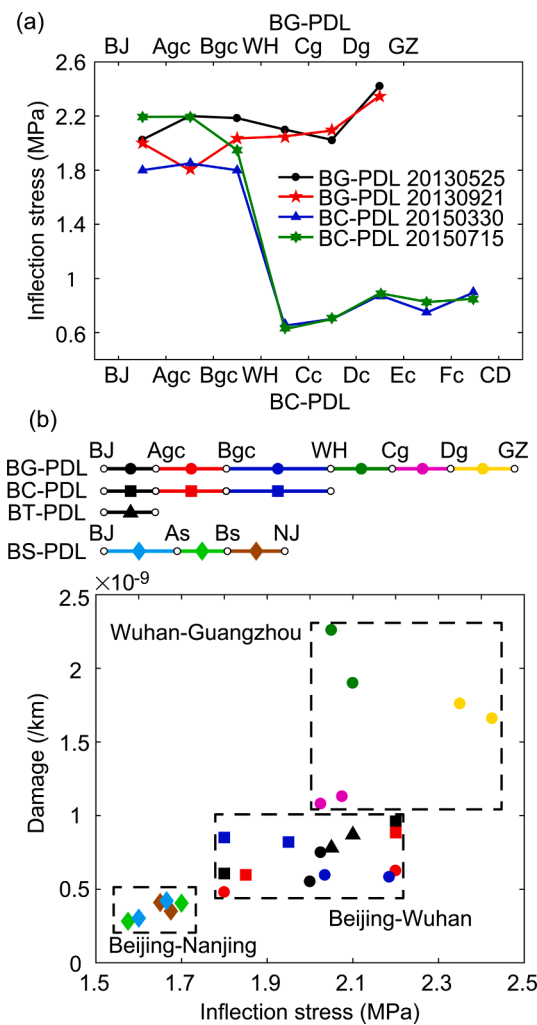 (a)
BG-PDL
BJ Agc Bgc WH Cg Dg GZ
2.6
2.2
1.8
1.4
1
0.6
Inflection stress (MPa)
BG-PDL 20130525
BG-PDL 20130921
BC-PDL 20150330
BC-PDL 20150715
BJ Agc Bgc WH Cc Dc Ec Fc CD
BC-PDL
(b)
BJ Agc Bgc WH Cg Dg GZ
BG-PDL
BC-PDL
BT-PDL
BJ As Bs NJ
BS-PDL
×10⁻⁹
2.5
2
1.5
1
0.5
0
Damage (/km)
Wuhan-Guangzhou
Beijing-Wuhan
Beijing-Nanjing
1.5 1.7 1.9 2.1 2.3 2.5
Inflection stress (MPa)